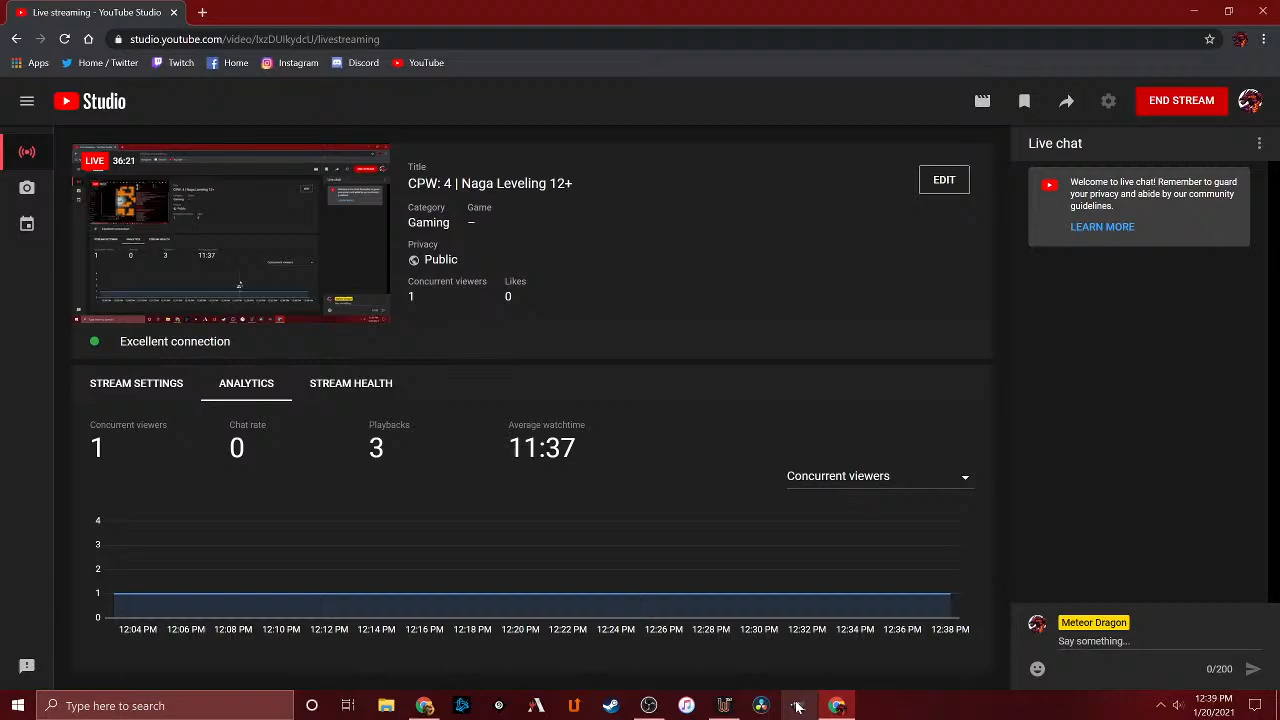 Live streaming - YouTube Studio
studio.youtube.com/video/lxzDUIkydcU/livestreaming
Apps Home / Twitter Twitch Home Instagram Discord YouTube
Studio
END STREAM
LIVE 36:21
Title
CPW: 4 | Naga Leveling 12+
EDIT
Category Game
Gaming –
Privacy
Public
Concurrent viewers Likes
1 0
Excellent connection
STREAM SETTINGS ANALYTICS STREAM HEALTH
Concurrent viewers Chat rate Playbacks Average watchtime
1 0 3 11:37
Concurrent viewers
4
3
2
1
0
12:04 PM 12:06 PM 12:08 PM 12:10 PM 12:12 PM 12:14 PM 12:16 PM 12:18 PM 12:20 PM 12:22 PM 12:24 PM 12:26 PM 12:28 PM 12:30 PM 12:32 PM 12:34 PM 12:36 PM 12:38 PM
Live chat
Welcome to live chat! Remember to guard
your privacy and abide by our community
guidelines.
LEARN MORE
Meteor Dragon
Say something...
0/200
Type here to search
12:39 PM
1/20/2021